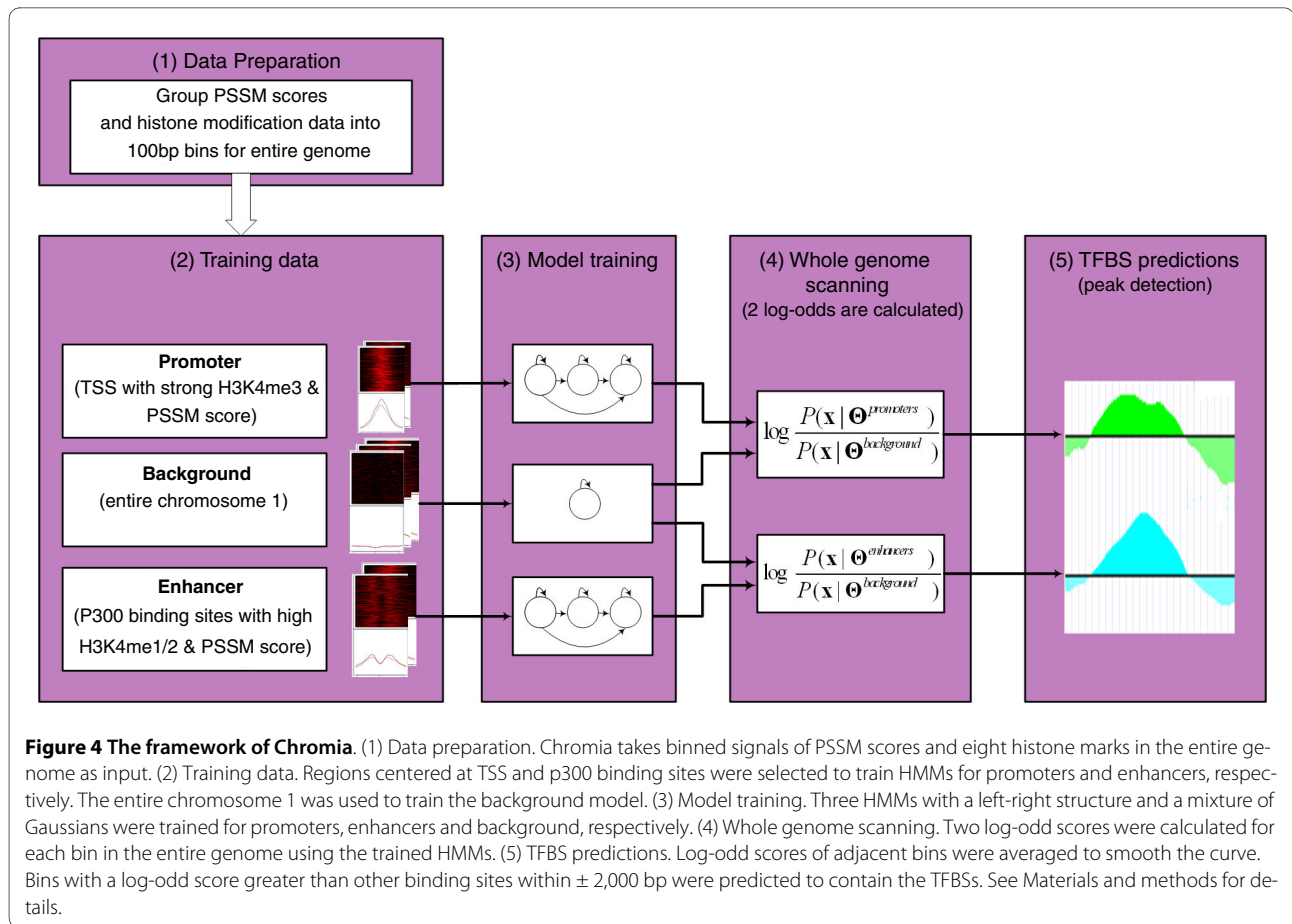 (1) Data Preparation
Group PSSM scores
and histone modification data into
100bp bins for entire genome
(2) Training data
Promoter
(TSS with strong H3K4me3 &
PSSM score)
Background
(entire chromosome 1)
Enhancer
(P300 binding sites with high
H3K4me1/2 & PSSM score)
(3) Model training
(4) Whole genome
scanning
(2 log-odds are calculated)
log P(x | Θ^promoters) / P(x | Θ^background)
log P(x | Θ^enhancers) / P(x | Θ^background)
(5) TFBS predictions
(peak detection)
Figure 4 The framework of Chromia. (1) Data preparation. Chromia takes binned signals of PSSM scores and eight histone marks in the entire ge-
nome as input. (2) Training data. Regions centered at TSS and p300 binding sites were selected to train HMMs for promoters and enhancers, respec-
tively. The entire chromosome 1 was used to train the background model. (3) Model training. Three HMMs with a left-right structure and a mixture of
Gaussians were trained for promoters, enhancers and background, respectively. (4) Whole genome scanning. Two log-odd scores were calculated for
each bin in the entire genome using the trained HMMs. (5) TFBS predictions. Log-odd scores of adjacent bins were averaged to smooth the curve.
Bins with a log-odd score greater than other binding sites within ± 2,000 bp were predicted to contain the TFBSs. See Materials and methods for de-
tails.